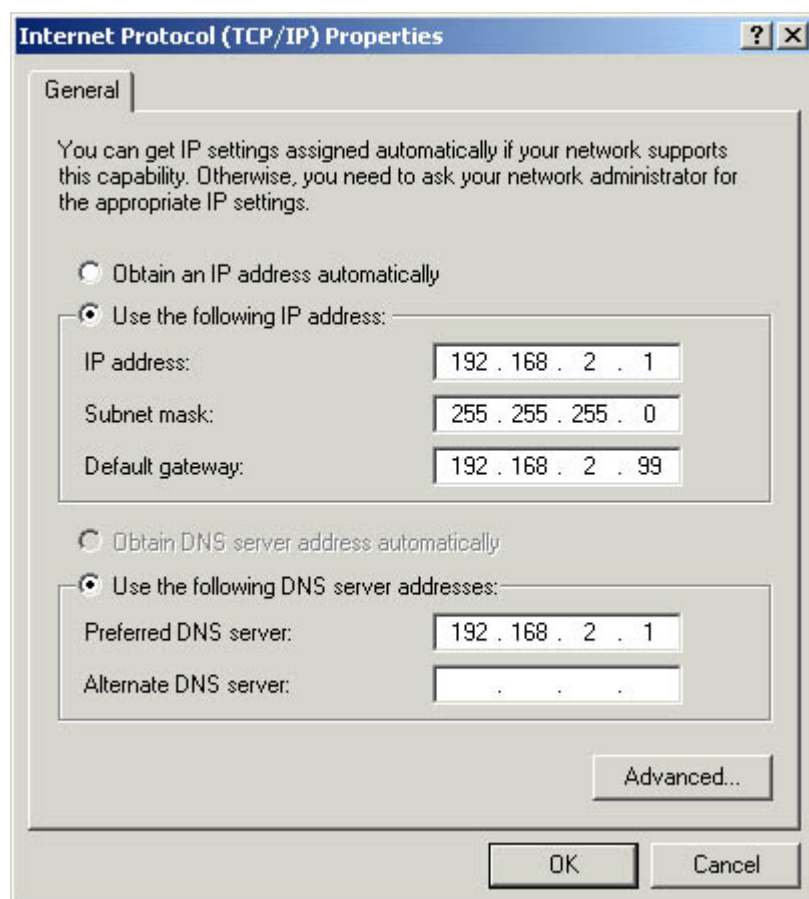 Internet Protocol (TCP/IP) Properties
General
You can get IP settings assigned automatically if your network supports
this capability. Otherwise, you need to ask your network administrator for
the appropriate IP settings.
Obtain an IP address automatically
Use the following IP address:
IP address: 192 . 168 . 2 . 1
Subnet mask: 255 . 255 . 255 . 0
Default gateway: 192 . 168 . 2 . 99
Obtain DNS server address automatically
Use the following DNS server addresses:
Preferred DNS server: 192 . 168 . 2 . 1
Alternate DNS server: . . .
Advanced...
OK Cancel